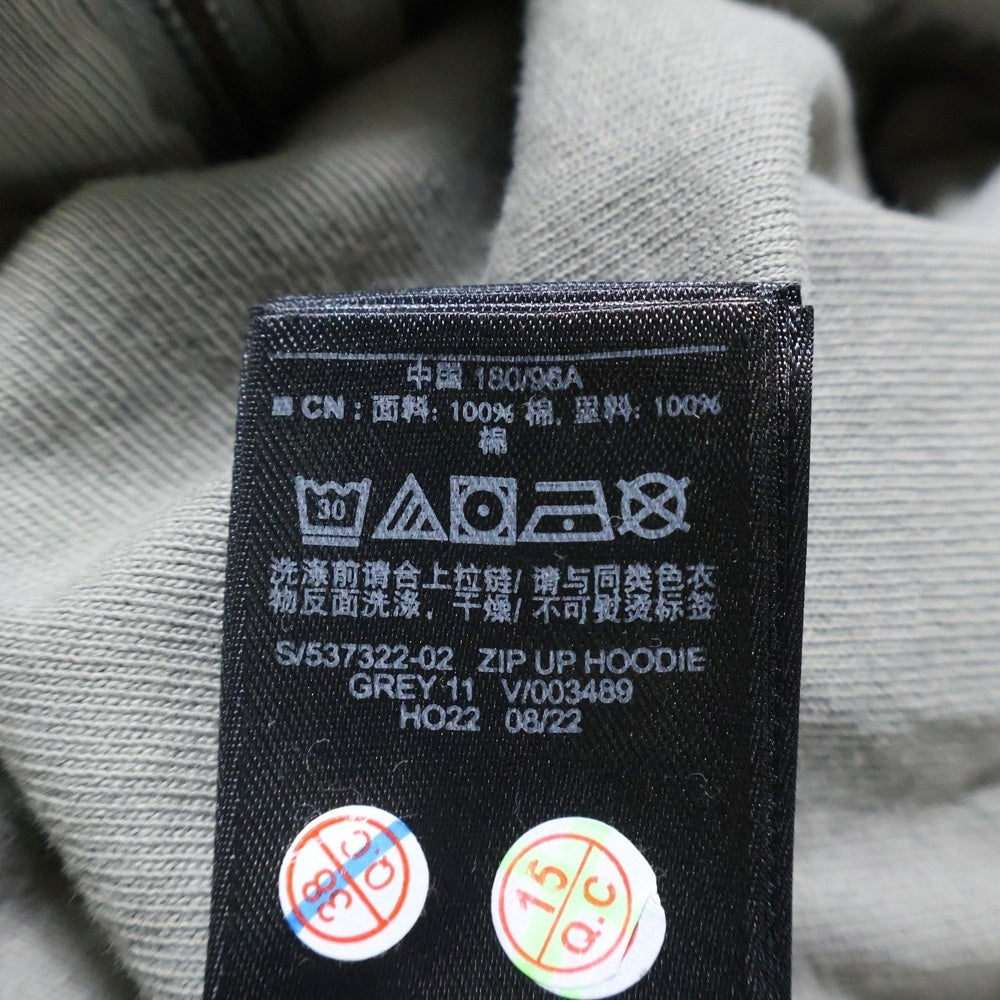 中国 180/96A
CN : 面料: 100% 棉, 里料: 100%
棉
30
洗涤前请合上拉链/ 请与同类色衣
物反面洗涤, 干燥/ 不可熨烫标签
S/537322-02 ZIP UP HOODIE
GREY 11 V/003489
HO22 08/22
38
Q.C
15
Q.C